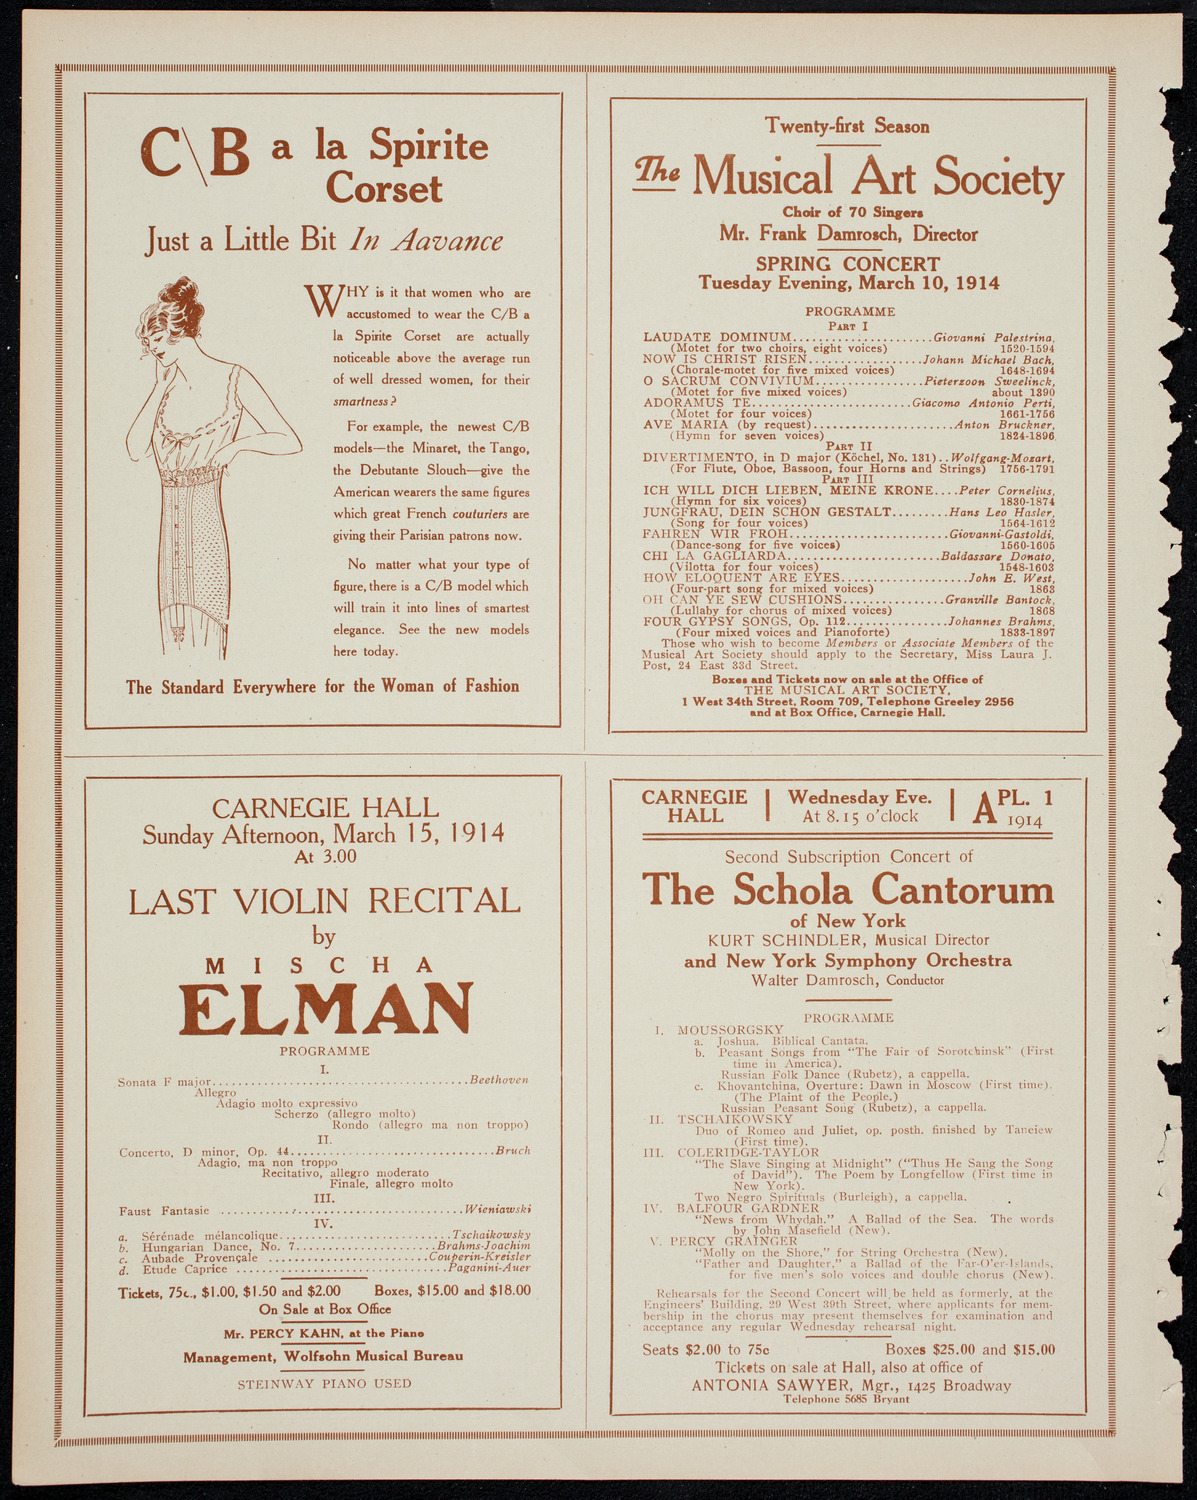 C\B a la Spirite
Corset
Just a Little Bit In Aavance
WHY is it that women who are
accustomed to wear the C/B a
la Spirite Corset are actually
noticeable above the average run
of well dressed women, for their
smartness?
For example, the newest C/B
models—the Minaret, the Tango,
the Debutante Slouch—give the
American wearers the same figures
which great French couturiers are
giving their Parisian patrons now.
No matter what your type of
figure, there is a C/B model which
will train it into lines of smartest
elegance. See the new models
here today.
The Standard Everywhere for the Woman of Fashion
Twenty-first Season
The Musical Art Society
Choir of 70 Singers
Mr. Frank Damrosch, Director
SPRING CONCERT
Tuesday Evening, March 10, 1914
PROGRAMME
PART I
LAUDATE DOMINUM......................Giovanni Palestrina,
(Motet for two choirs, eight voices) 1520-1594
NOW IS CHRIST RISEN.................Johann Michael Bach,
(Chorale-motet for five mixed voices) 1648-1694
O SACRUM CONVIVIUM................Pieterzoon Sweelinck,
(Motet for five mixed voices) about 1390
ADORAMUS TE.........................Giacomo Antonio Perti,
(Motet for four voices) 1661-1756
AVE MARIA (by request)......................Anton Bruckner,
(Hymn for seven voices) 1824-1896
PART II
DIVERTIMENTO, in D major (Köchel, No. 131)..Wolfgang-Mozart,
(For Flute, Oboe, Bassoon, four Horns and Strings) 1756-1791
PART III
ICH WILL DICH LIEBEN, MEINE KRONE....Peter Cornelius,
(Hymn for six voices) 1830-1874
JUNGFRAU, DEIN SCHON GESTALT.........Hans Leo Hasler,
(Song for four voices) 1564-1612
FAHREN WIR FROH.........................Giovanni-Gastoldi,
(Dance-song for five voices) 1560-1605
CHI LA GAGLIARDA........................Baldassare Donato,
(Vilotta for four voices) 1548-1603
HOW ELOQUENT ARE EYES....................John E. West,
(Four-part song for mixed voices) 1863
OH CAN YE SEW CUSHIONS...............Granville Bantock,
(Lullaby for chorus of mixed voices) 1868
FOUR GYPSY SONGS, Op. 112................Johannes Brahms,
(Four mixed voices and Pianoforte) 1833-1897
Those who wish to become Members or Associate Members of the
Musical Art Society should apply to the Secretary, Miss Laura J.
Post, 24 East 33d Street.
Boxes and Tickets now on sale at the Office of
THE MUSICAL ART SOCIETY,
1 West 34th Street, Room 709, Telephone Greeley 2956
and at Box Office, Carnegie Hall.
CARNEGIE HALL
Sunday Afternoon, March 15, 1914
At 3.00
LAST VIOLIN RECITAL
by
MISCHA
ELMAN
PROGRAMME
I.
Sonata F major........................................Beethoven
Allegro
Adagio molto expressivo
Scherzo (allegro molto)
Rondo (allegro ma non troppo)
II.
Concerto, D minor, Op. 44................................Bruch
Adagio, ma non troppo
Recitativo, allegro moderato
Finale, allegro molto
III.
Faust Fantasie ......................................Wieniawski
IV.
a. Sérénade mélancolique...........................Tschaikowsky
b. Hungarian Dance, No. 7......................Brahms-Joachim
c. Aubade Provençale .........................Couperin-Kreisler
d. Etude Caprice .................................Paganini-Auer
Tickets, 75c., $1.00, $1.50 and $2.00 Boxes, $15.00 and $18.00
On Sale at Box Office
Mr. PERCY KAHN, at the Piano
Management, Wolfsohn Musical Bureau
STEINWAY PIANO USED
CARNEGIE HALL | Wednesday Eve. At 8.15 o'clock | APL. 1 1914
Second Subscription Concert of
The Schola Cantorum
of New York
KURT SCHINDLER, Musical Director
and New York Symphony Orchestra
Walter Damrosch, Conductor
PROGRAMME
I. MOUSSORGSKY
a. Joshua. Biblical Cantata.
b. Peasant Songs from "The Fair of Sorotchinsk" (First
time in America).
Russian Folk Dance (Rubetz), a cappella.
c. Khovantchina, Overture: Dawn in Moscow (First time).
(The Plaint of the People.)
Russian Peasant Song (Rubetz), a cappella.
II. TSCHAIKOWSKY
Duo of Romeo and Juliet, op. posth. finished by Taneiew
(First time).
III. COLERIDGE-TAYLOR
"The Slave Singing at Midnight" ("Thus He Sang the Song
of David"). The Poem by Longfellow (First time in
New York).
Two Negro Spirituals (Burleigh), a cappella.
IV. BALFOUR GARDNER
"News from Whydah." A Ballad of the Sea. The words
by John Masefield (New).
V. PERCY GRAINGER
"Molly on the Shore," for String Orchestra (New).
"Father and Daughter," a Ballad of the Far-O'er-Islands,
for five men's solo voices and double chorus (New).
Rehearsals for the Second Concert will be held as formerly, at the
Engineers' Building, 29 West 39th Street, where applicants for mem-
bership in the chorus may present themselves for examination and
acceptance any regular Wednesday rehearsal night.
Seats $2.00 to 75c Boxes $25.00 and $15.00
Tickets on sale at Hall, also at office of
ANTONIA SAWYER, Mgr., 1425 Broadway
Telephone 5685 Bryant